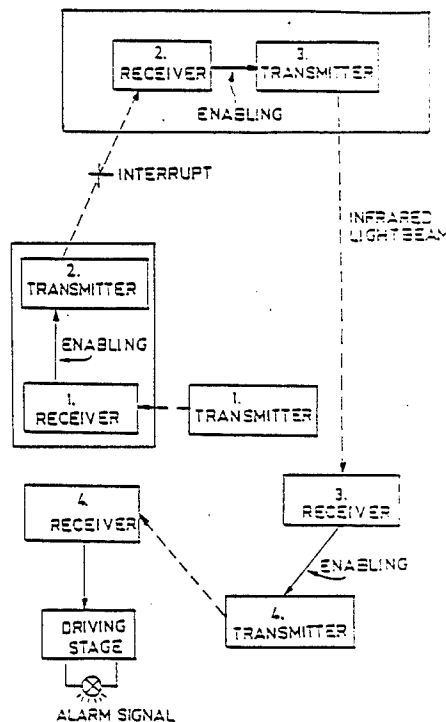 2.
RECEIVER
3.
TRANSMITTER
ENABLING
INTERRUPT
INFRARED
LIGHTBEAM
2.
TRANSMITTER
ENABLING
1.
RECEIVER
1.
TRANSMITTER
4.
RECEIVER
3.
RECEIVER
ENABLING
4.
TRANSMITTER
DRIVING
STAGE
ALARM SIGNAL